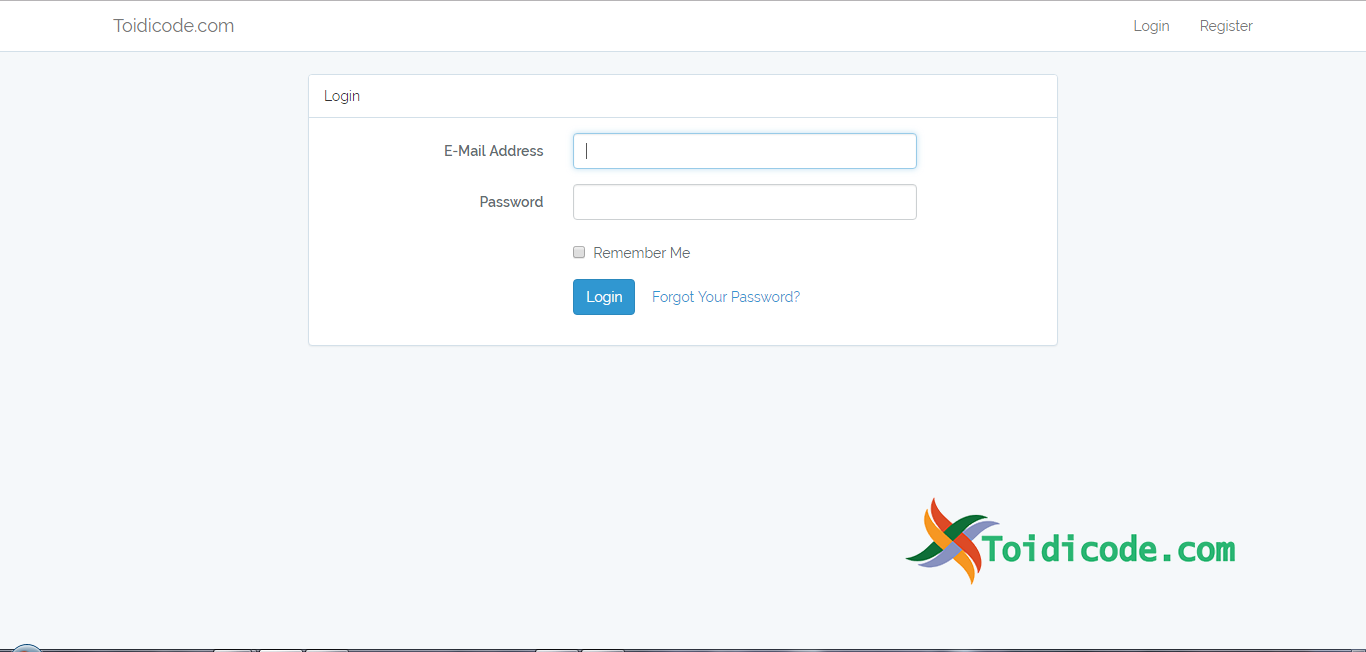 Toidicode.com Login Register
Login
E-Mail Address
Password
Remember Me
Login Forgot Your Password?
Toidicode.com